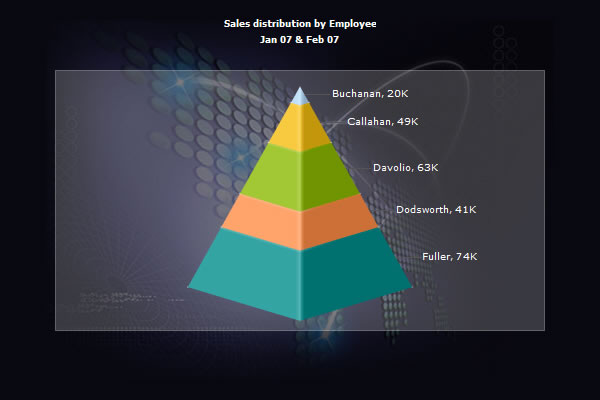 Sales distribution by Employee
Jan 07 & Feb 07
Buchanan, 20K
Callahan, 49K
Davolio, 63K
Dodsworth, 41K
Fuller, 74K